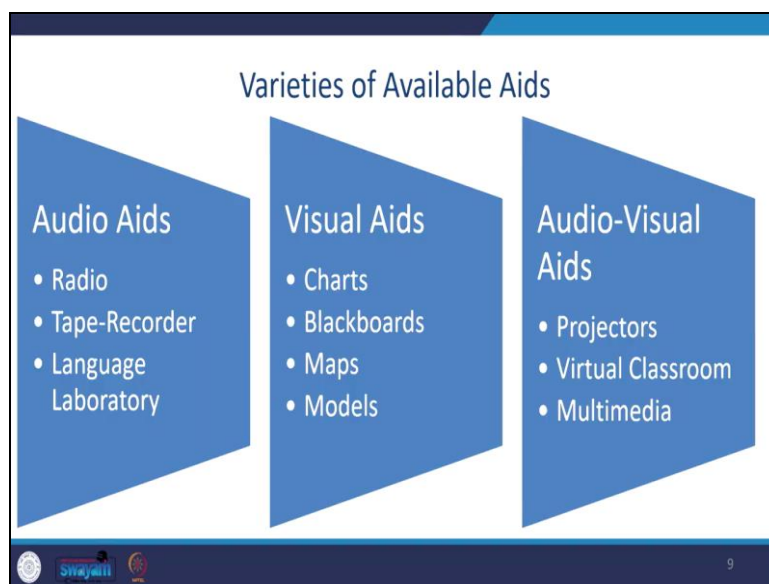 Varieties of Available Aids
Audio Aids
• Radio
• Tape-Recorder
• Language
Laboratory
Visual Aids
• Charts
• Blackboards
• Maps
• Models
Audio-Visual
Aids
• Projectors
• Virtual Classroom
• Multimedia
swayam
9